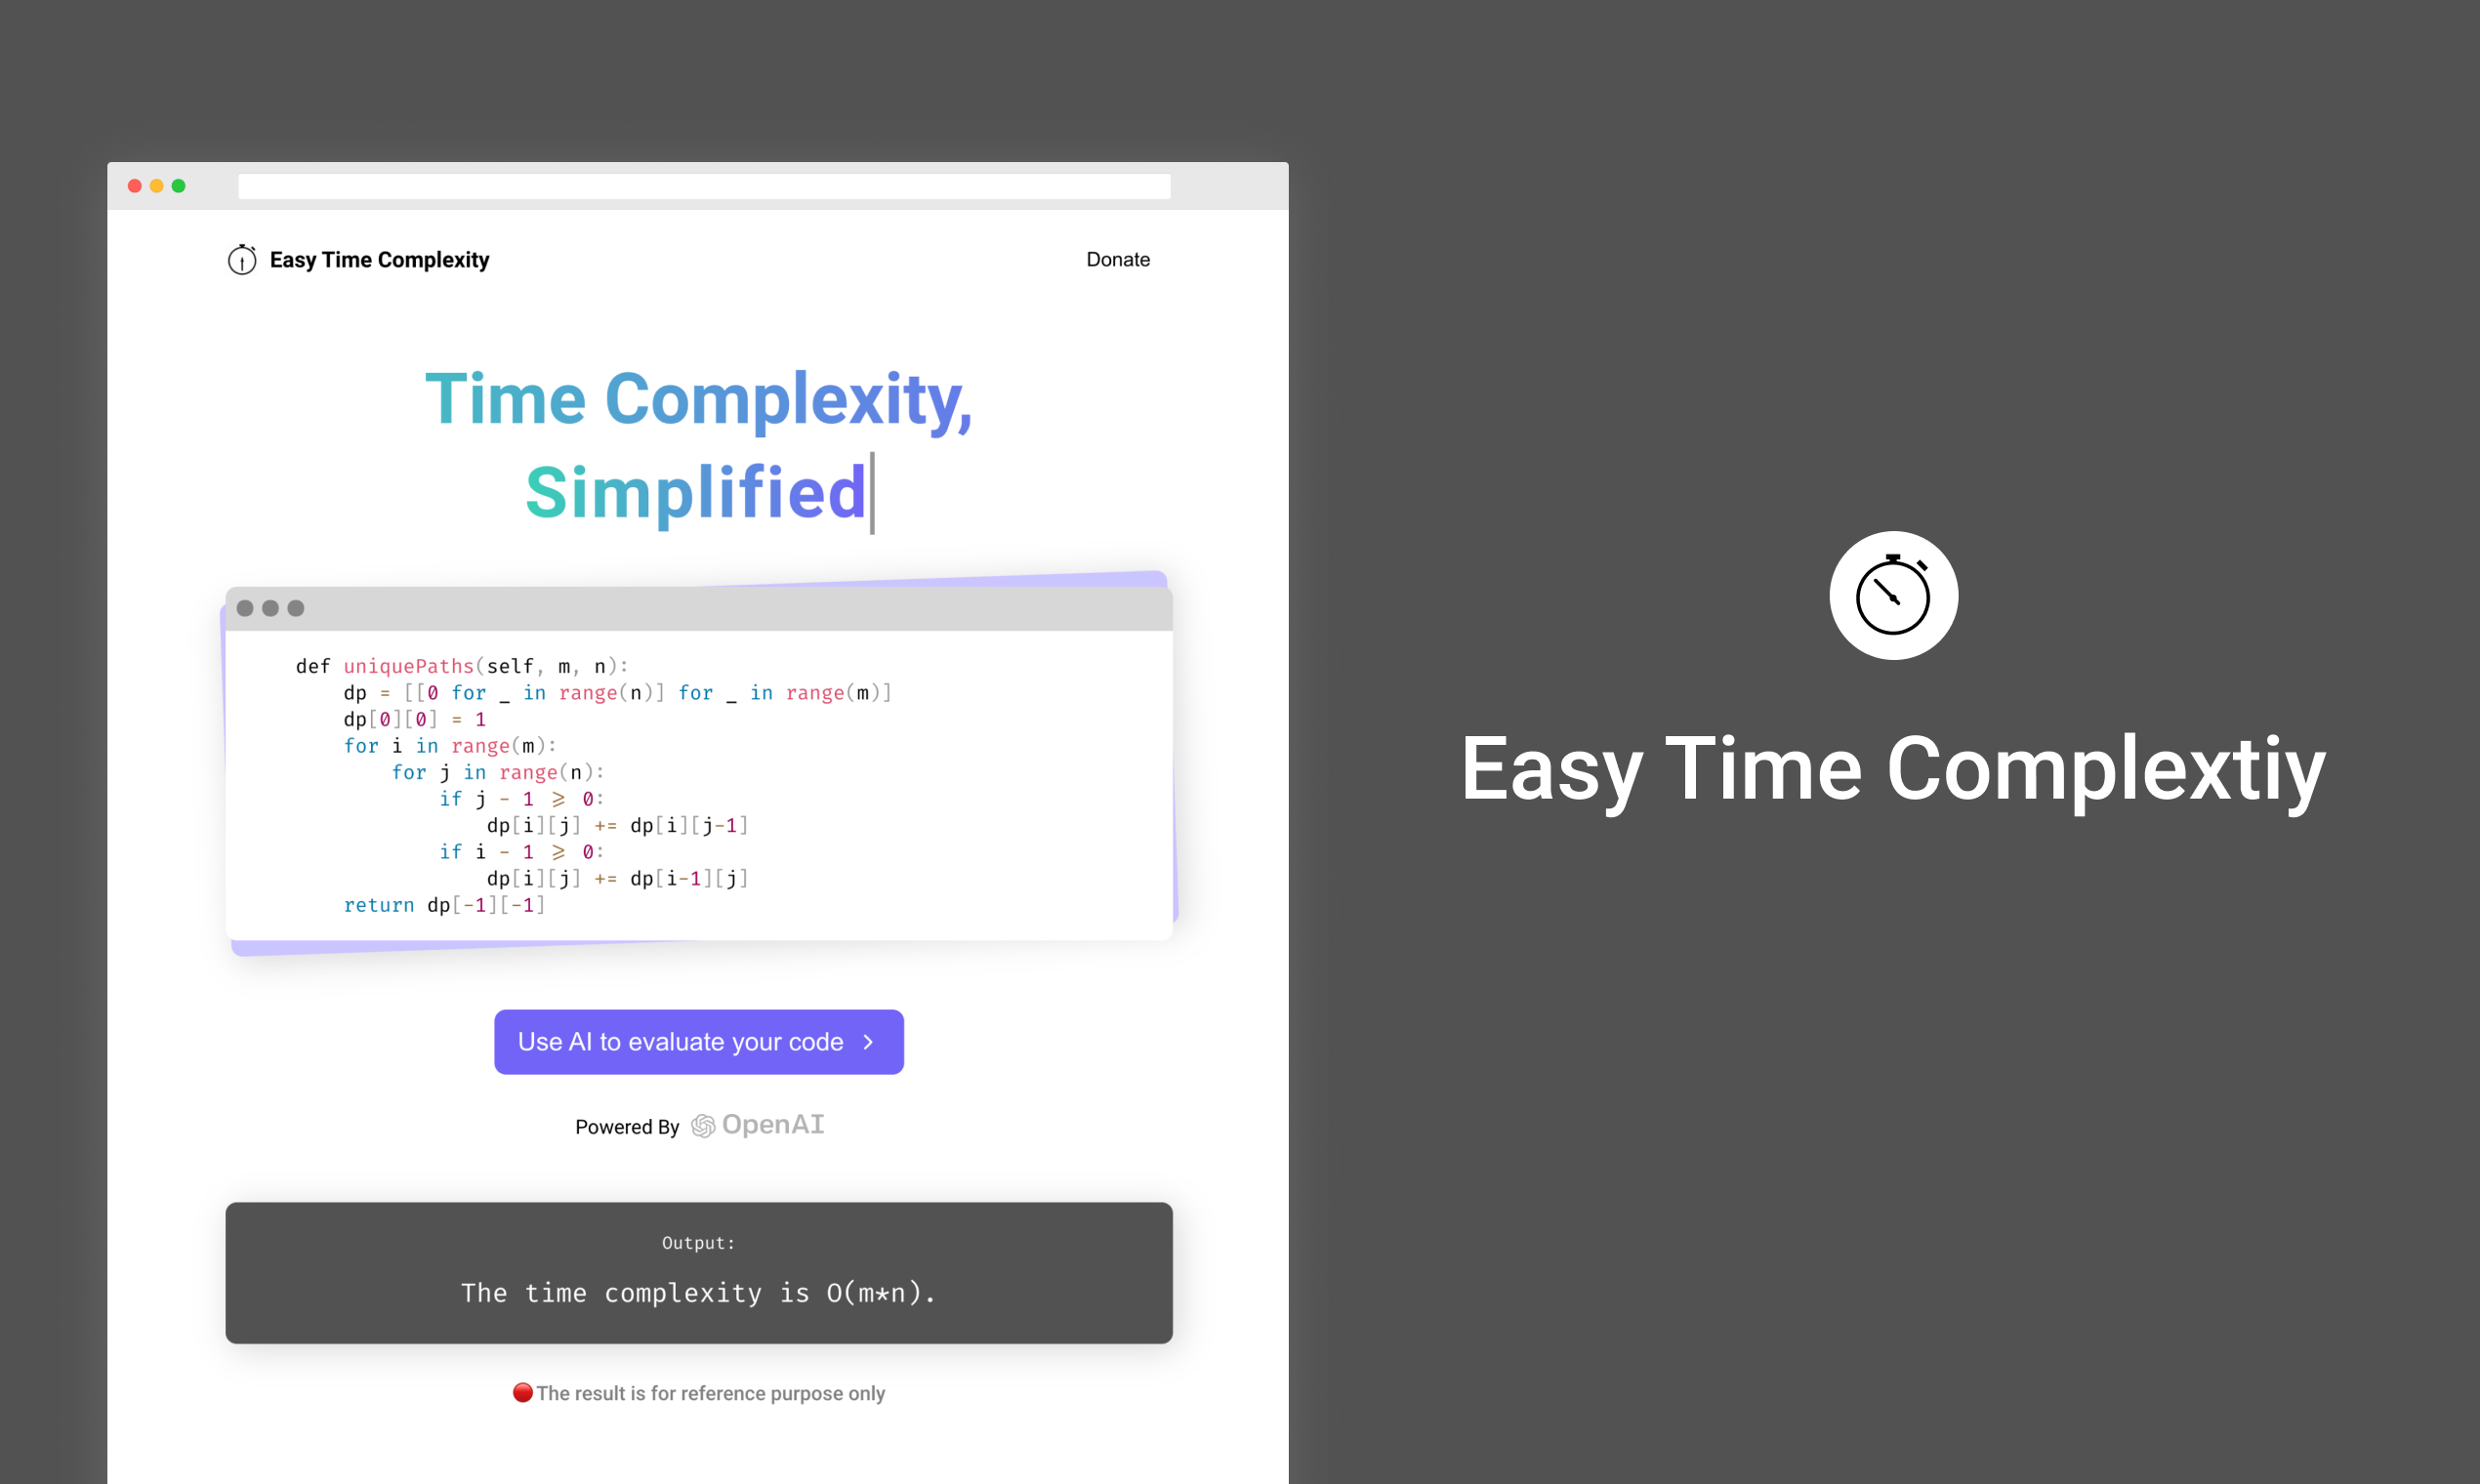 Easy Time Complexity
Donate
Time Complexity,
Simplified
def uniquePaths(self, m, n):
    dp = [[0 for _ in range(n)] for _ in range(m)]
    dp[0][0] = 1
    for i in range(m):
        for j in range(n):
            if j - 1 ⩾ 0:
                dp[i][j] += dp[i][j-1]
            if i - 1 ⩾ 0:
                dp[i][j] += dp[i-1][j]
    return dp[-1][-1]
Use AI to evaluate your code
Powered By OpenAI
Output:
The time complexity is O(m*n).
The result is for reference purpose only
Easy Time Complextiy